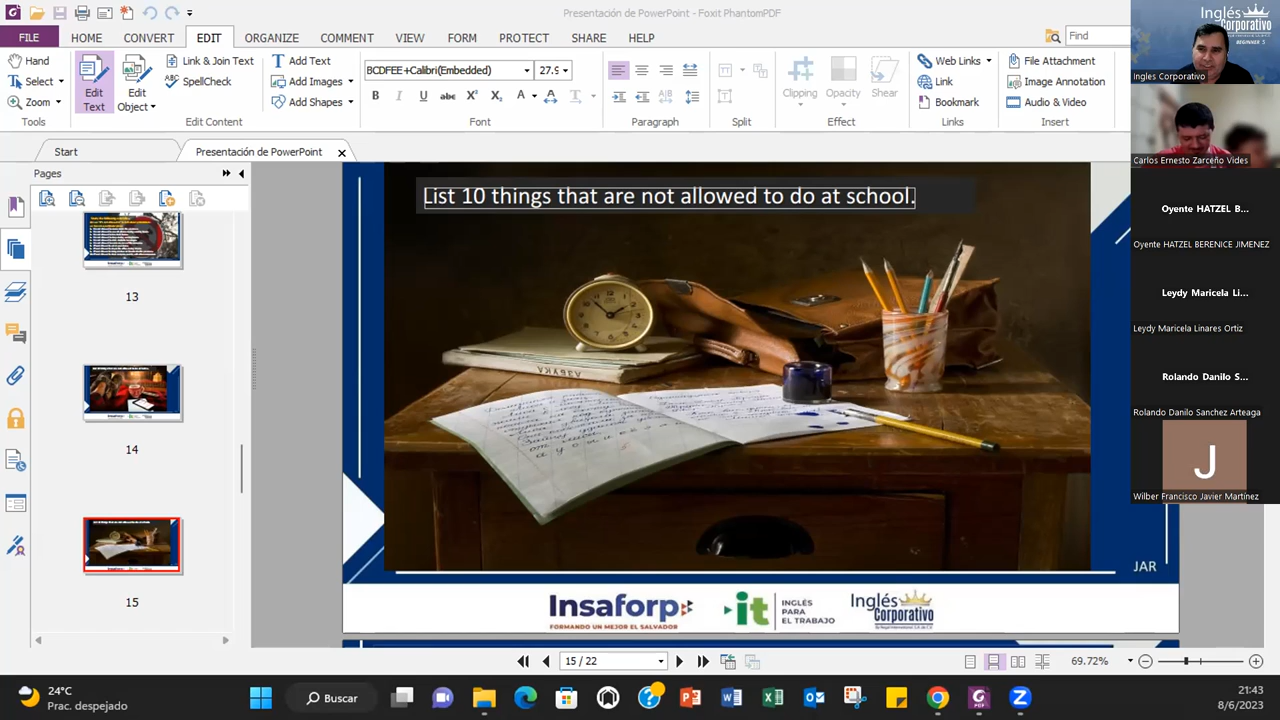 Presentación de PowerPoint - Foxit PhantomPDF
FILE HOME CONVERT EDIT ORGANIZE COMMENT VIEW FORM PROTECT SHARE HELP
Find
Hand
Select
Zoom
Tools
Edit Text
Edit Object
Link & Join Text
SpellCheck
Edit Content
Add Text
Add Images
Add Shapes
BCDFEE+Calibri(Embedded)
27.9
Font
Paragraph
Split
Clipping
Opacity
Shear
Effect
Web Links
Link
Bookmark
Links
File Attachment
Image Annotation
Audio & Video
Insert
Start
Presentación de PowerPoint
Pages
13
14
15
List 10 things that are not allowed to do at school.
JAR
Insaforp
FORMANDO UN MEJOR EL SALVADOR
it
INGLÉS
PARA
EL TRABAJO
Inglés
Corporativo
15 / 22
69.72%
Inglés
Corporativo
BEGINNER 5
Ingles Corporativo
Carlos Ernesto Zarceño Vides
Oyente HATZEL B...
Oyente HATZEL BERENICE JIMENEZ
Leydy Maricela Li...
Leydy Maricela Linares Ortiz
Rolando Danilo S...
Rolando Danilo Sanchez Arteaga
J
Wilber Francisco Javier Martínez
24°C
Prac. despejado
Buscar
21:43
8/6/2023